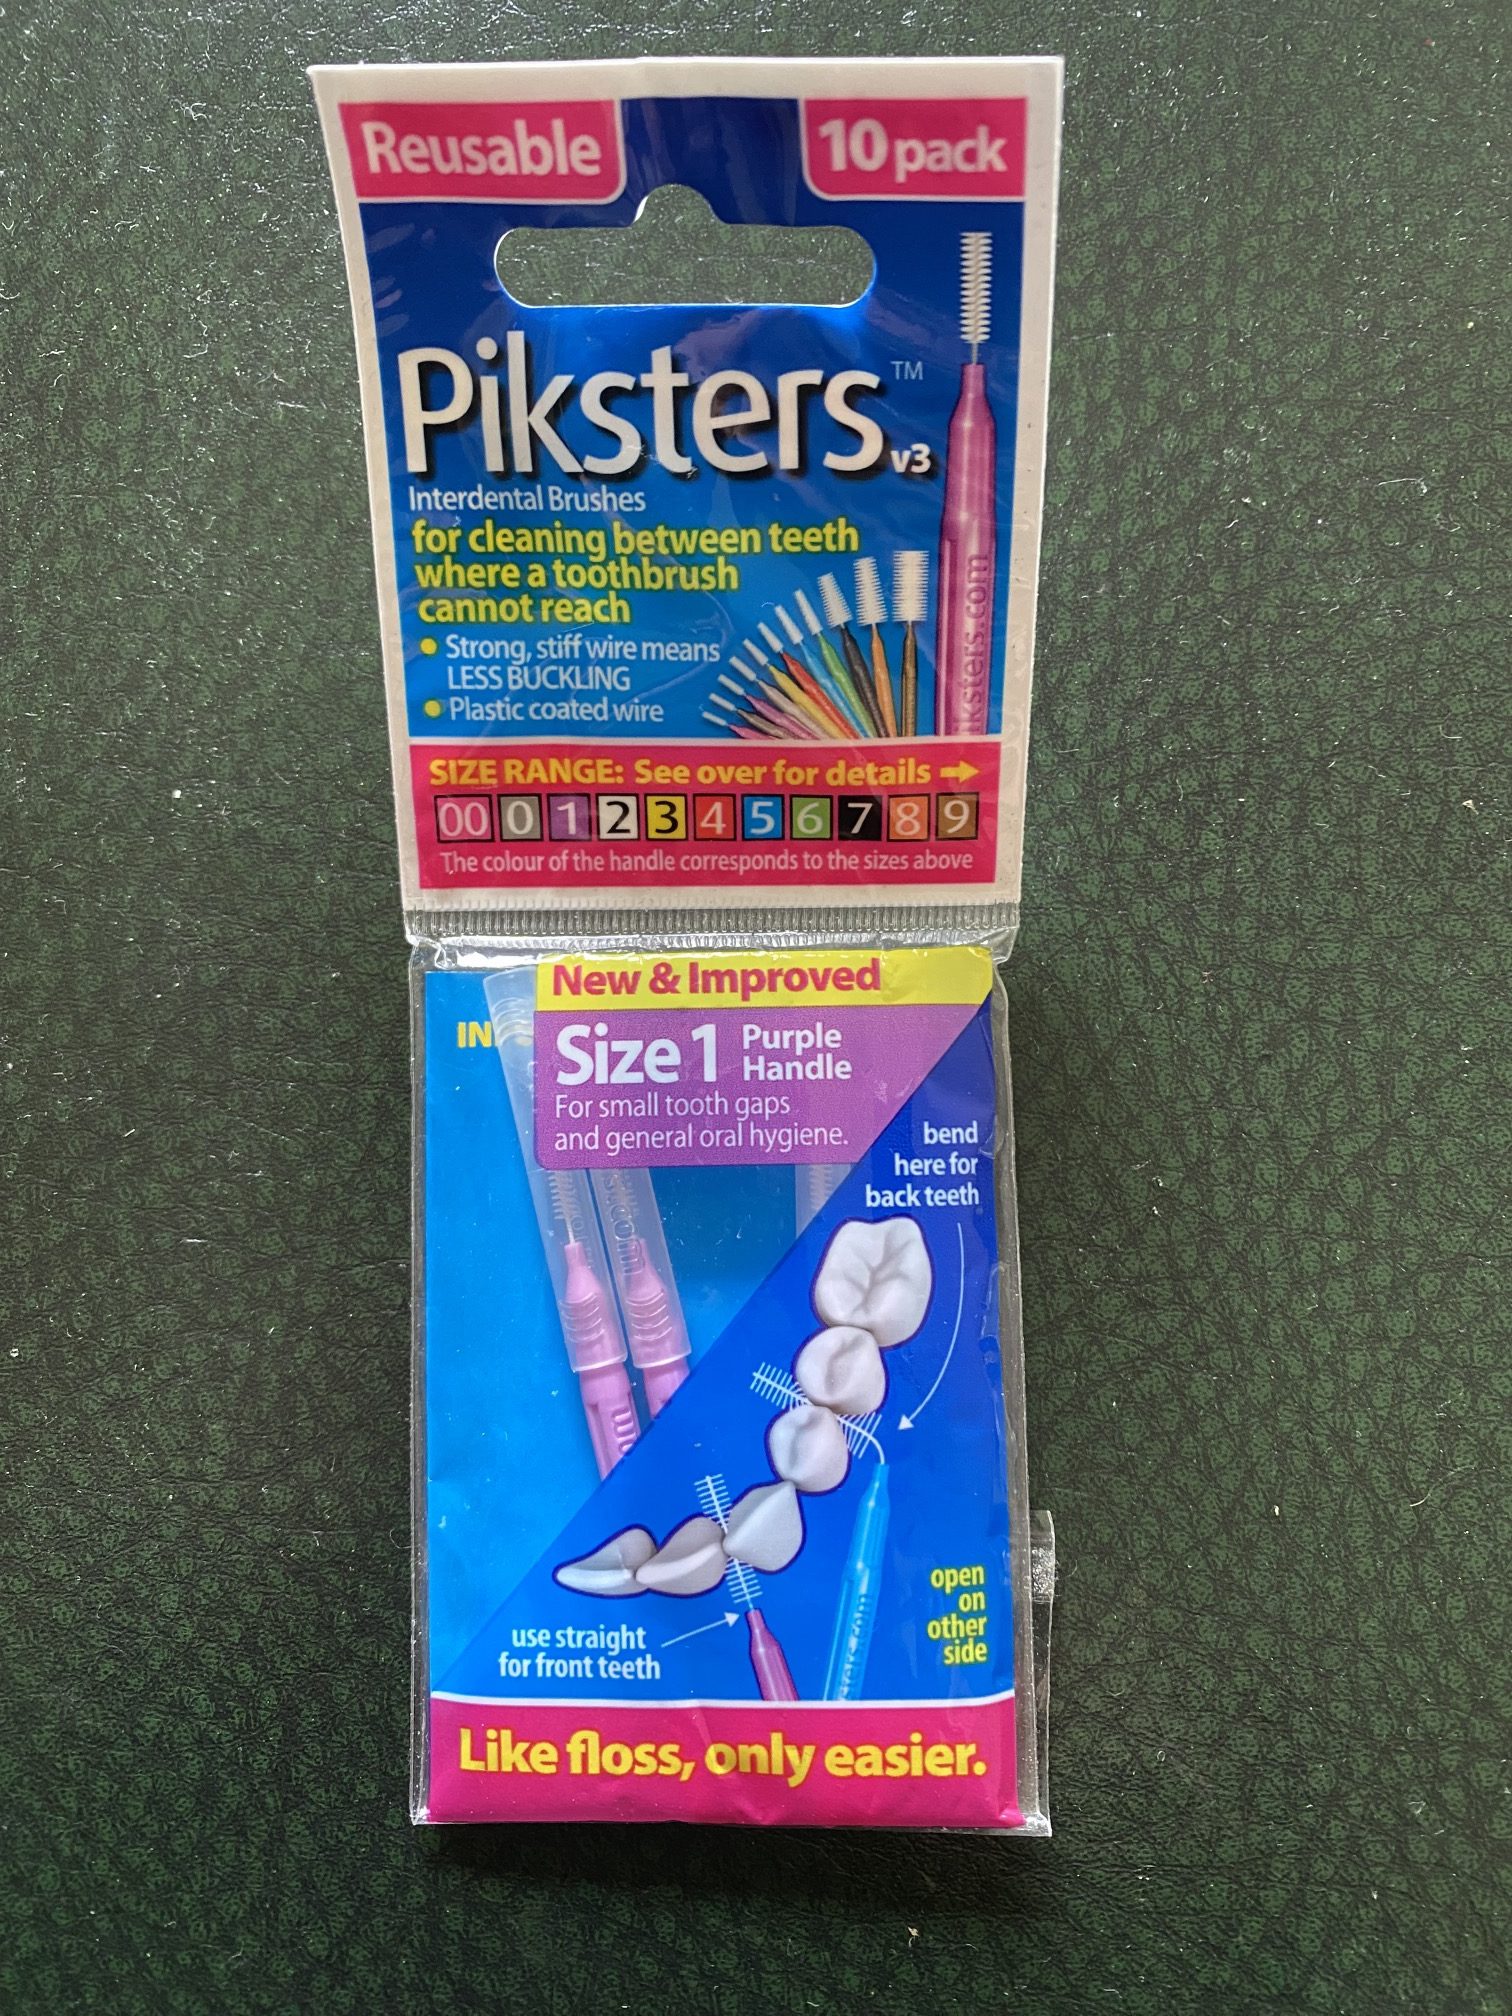 Reusable
10 pack
Piksters™ v3
Interdental Brushes
for cleaning between teeth
where a toothbrush
cannot reach
• Strong, stiff wire means
LESS BUCKLING
• Plastic coated wire
iksters.com
SIZE RANGE: See over for details →
00 0 1 2 3 4 5 6 7 8 9
The colour of the handle corresponds to the sizes above
New & Improved
Size 1 Purple
Handle
For small tooth gaps
and general oral hygiene.
bend
here for
back teeth
use straight
for front teeth
open
on
other
side
Like floss, only easier.